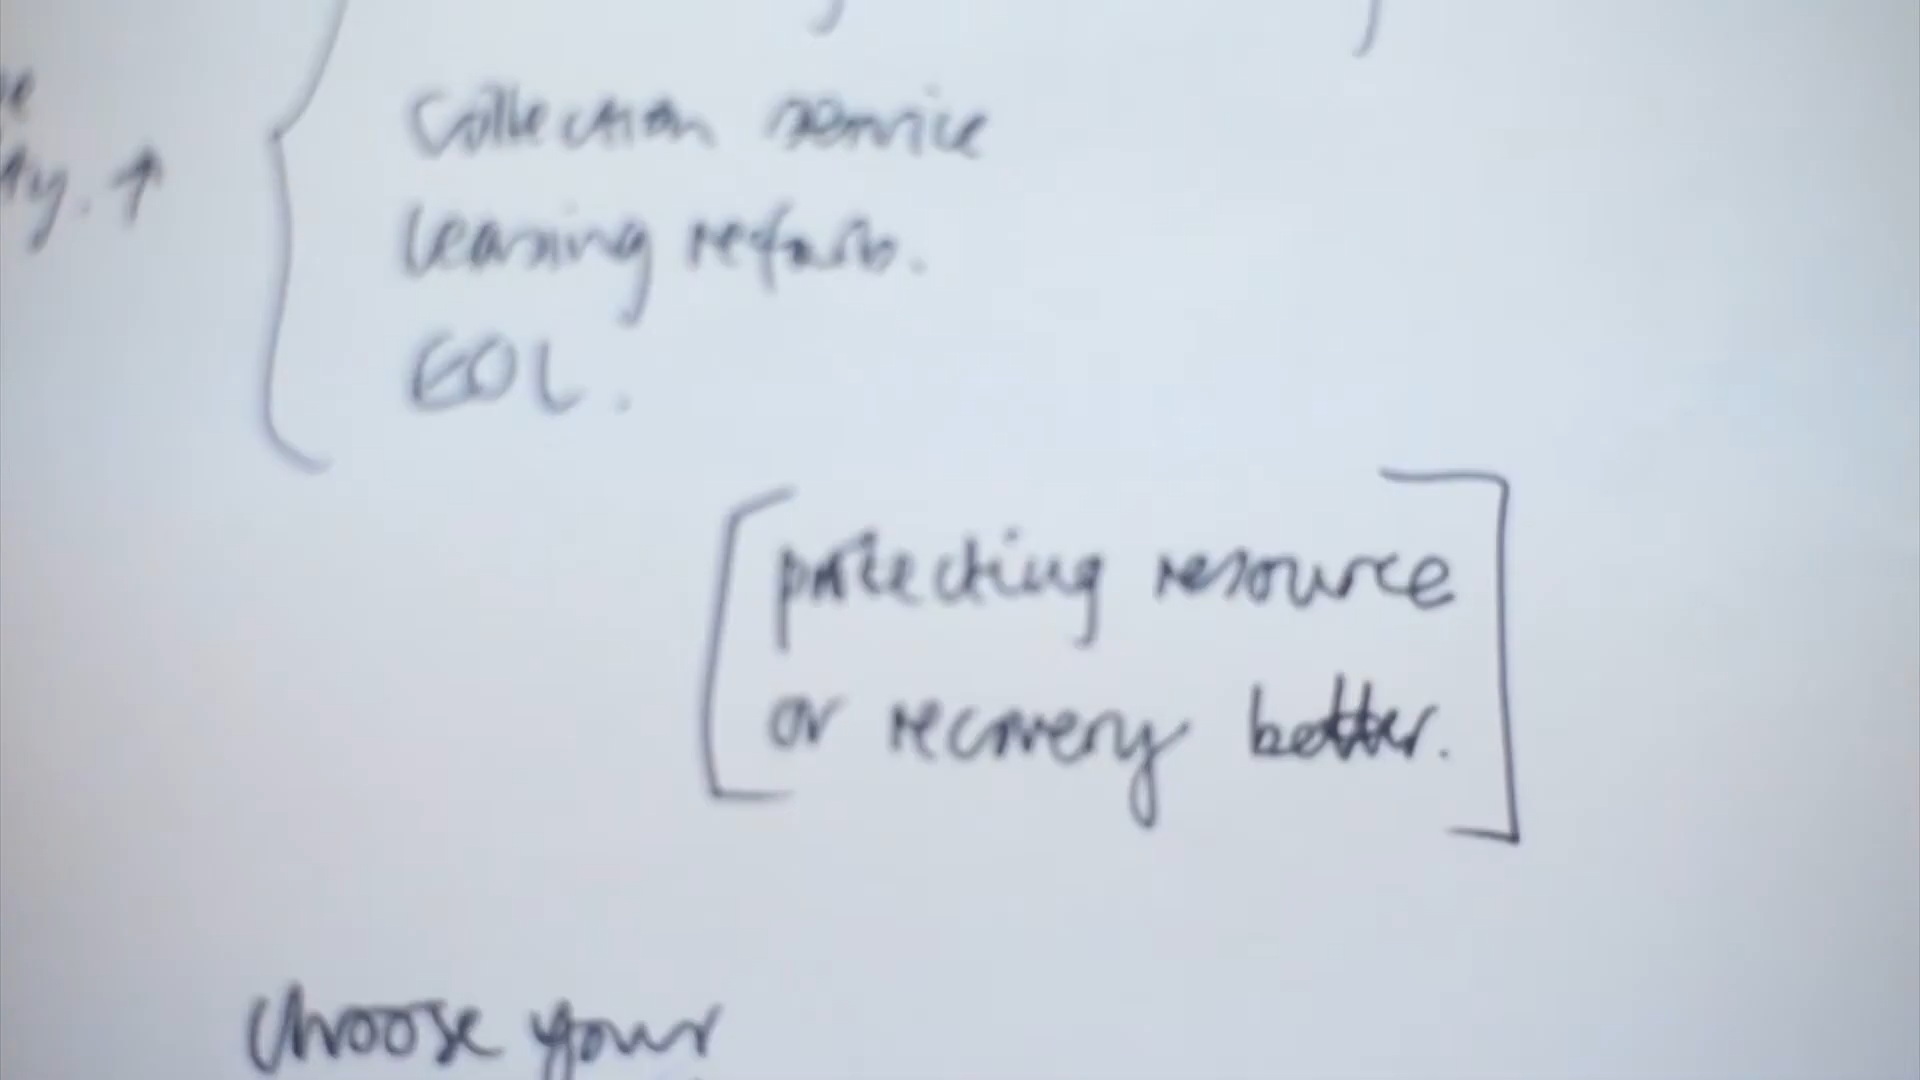 Collection service
Leasing refurb.
EOL.
protecting resource
or recovery better.
Choose your